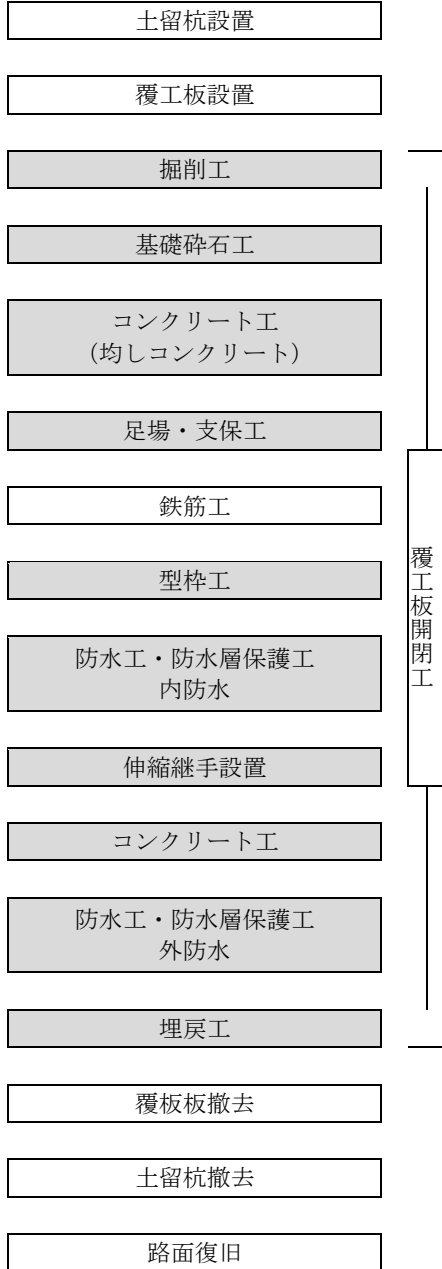 土留杭設置
覆工板設置
掘削工
基礎砕石工
コンクリート工
（均しコンクリート）
足場・支保工
鉄筋工
型枠工
防水工・防水層保護工
内防水
伸縮継手設置
コンクリート工
防水工・防水層保護工
外防水
埋戻工
覆板板撤去
土留杭撤去
路面復旧
覆工板開閉工